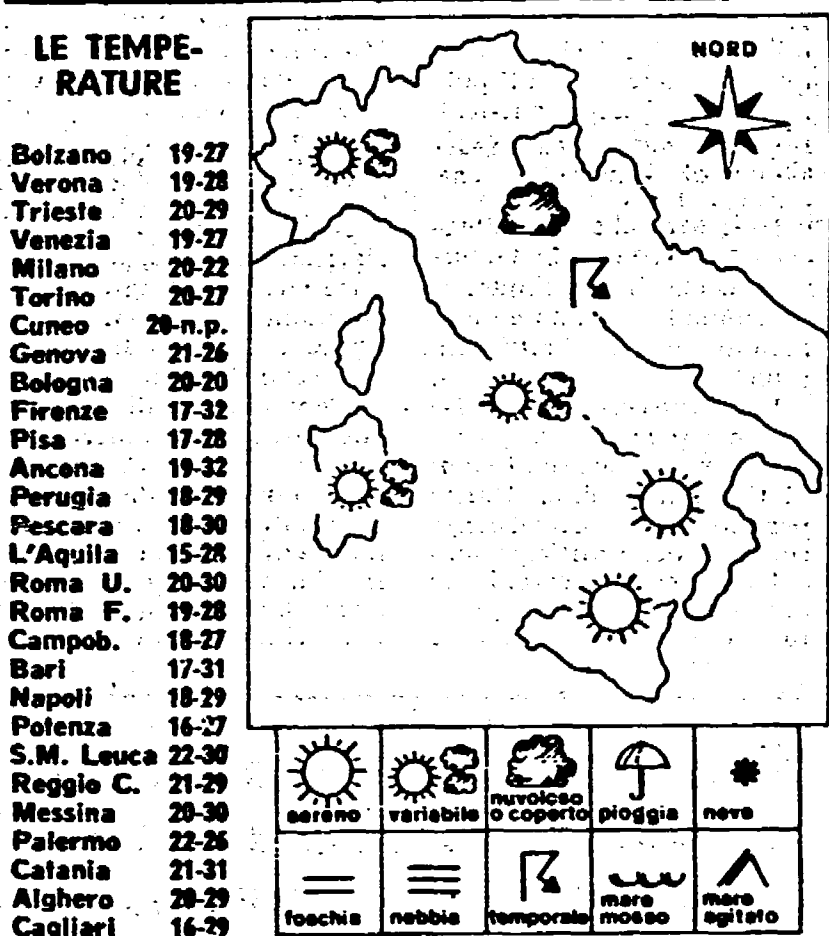 LE TEMPE-
RATURE
Bolzano 19-27
Verona 19-28
Trieste 20-29
Venezia 19-27
Milano 20-22
Torino 20-27
Cuneo 20-n.p.
Genova 21-26
Bologna 20-20
Firenze 17-32
Pisa 17-28
Ancona 19-32
Perugia 18-29
Pescara 18-30
L'Aquila 15-28
Roma U. 20-30
Roma F. 19-28
Campob. 18-27
Bari 17-31
Napoli 18-29
Potenza 16-27
S.M. Leuca 22-30
Reggio C. 21-29
Messina 20-30
Palermo 22-26
Catania 21-31
Alghero 20-29
Cagliari 16-29
NORD
sereno
variabile
nuvoloso
o coperto
pioggia
neve
foschia
nebbia
temporale
mare
mosso
mare
agitato